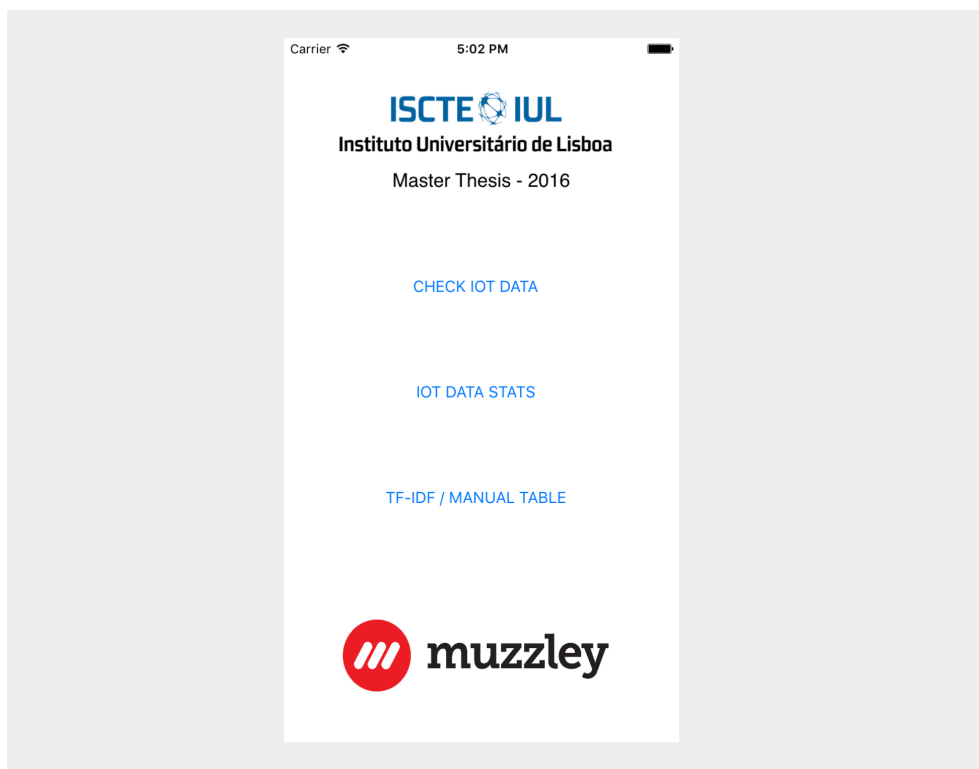 Carrier 5:02 PM
ISCTE IUL
Instituto Universitário de Lisboa
Master Thesis - 2016
CHECK IOT DATA
IOT DATA STATS
TF-IDF / MANUAL TABLE
muzzley